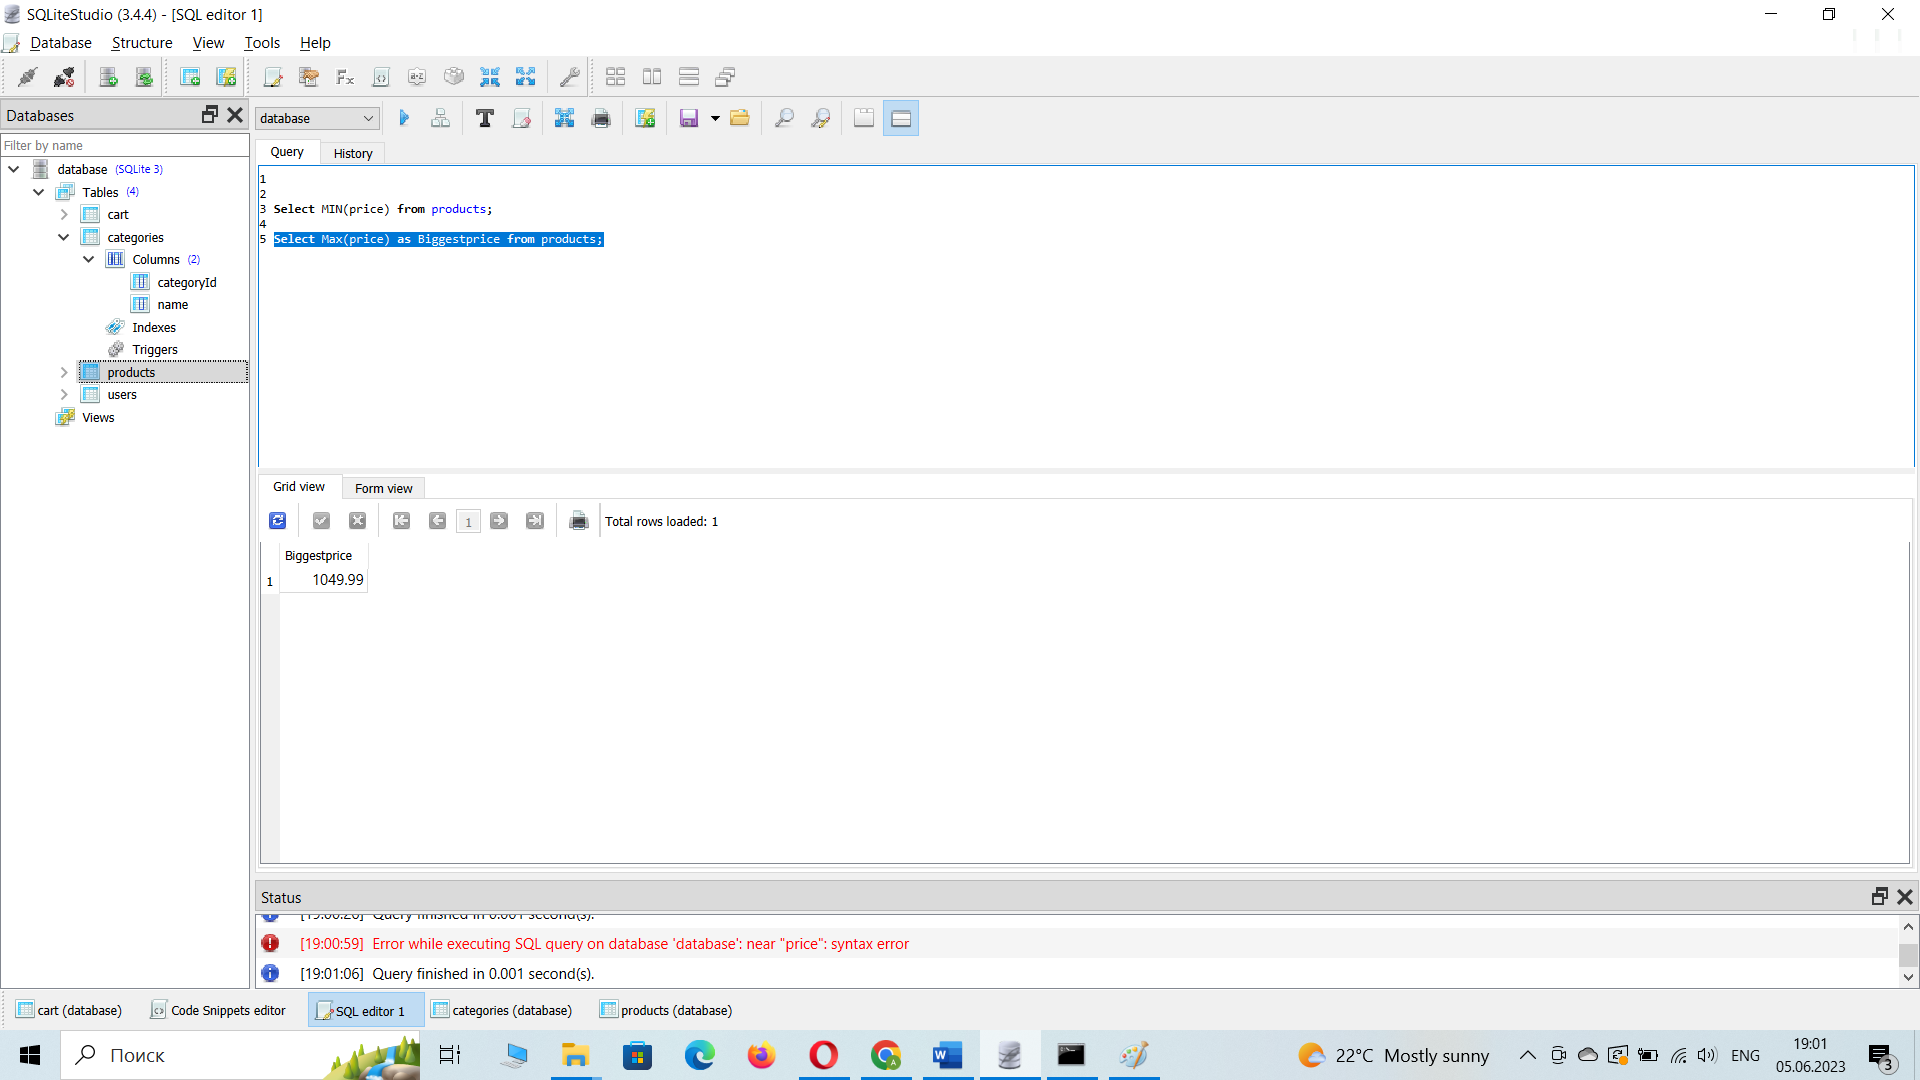 SQLiteStudio (3.4.4) - [SQL editor 1]
Database Structure View Tools Help
Databases
database
Filter by name
Query History
database (SQLite 3)
Tables (4)
cart
categories
Columns (2)
categoryId
name
Indexes
Triggers
products
users
Views
1
2
3 Select MIN(price) from products;
4
5 Select Max(price) as Biggestprice from products;
Grid view Form view
1 Total rows loaded: 1
Biggestprice
1 1049.99
Status
[19:00:26] Query finished in 0.001 second(s).
[19:00:59] Error while executing SQL query on database 'database': near "price": syntax error
[19:01:06] Query finished in 0.001 second(s).
cart (database) Code Snippets editor SQL editor 1 categories (database) products (database)
Поиск
22°C Mostly sunny
ENG
19:01
05.06.2023
3